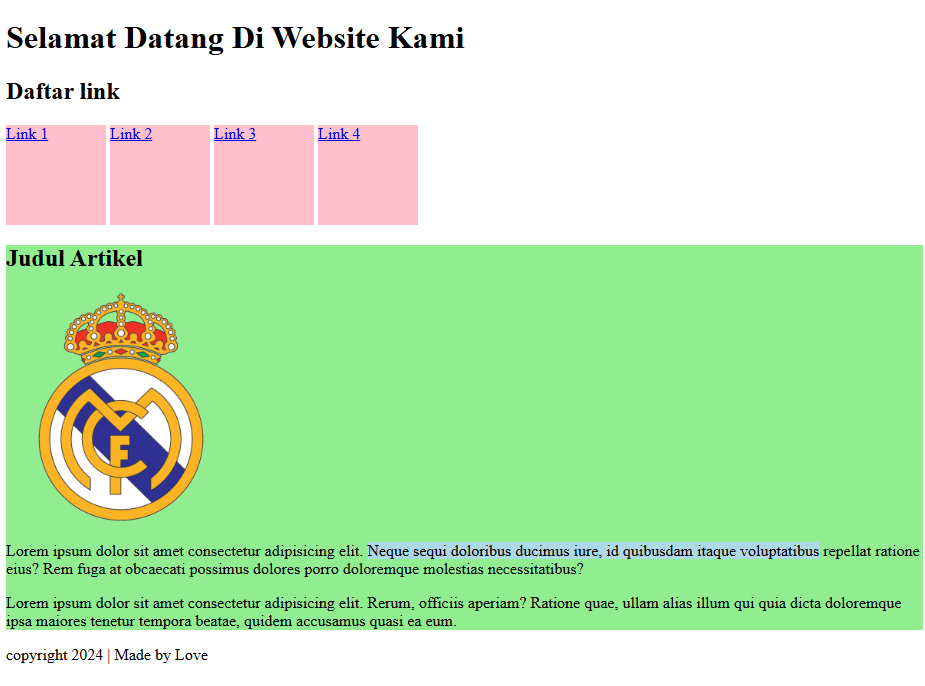 Selamat Datang Di Website Kami
Daftar link
Link 1 Link 2 Link 3 Link 4
Judul Artikel
Lorem ipsum dolor sit amet consectetur adipisicing elit. Neque sequi doloribus ducimus iure, id quibusdam itaque voluptatibus repellat ratione
eius? Rem fuga at obcaecati possimus dolores porro doloremque molestias necessitatibus?
Lorem ipsum dolor sit amet consectetur adipisicing elit. Rerum, officiis aperiam? Ratione quae, ullam alias illum qui quia dicta doloremque
ipsa maiores tenetur tempora beatae, quidem accusamus quasi ea eum.
copyright 2024 | Made by Love